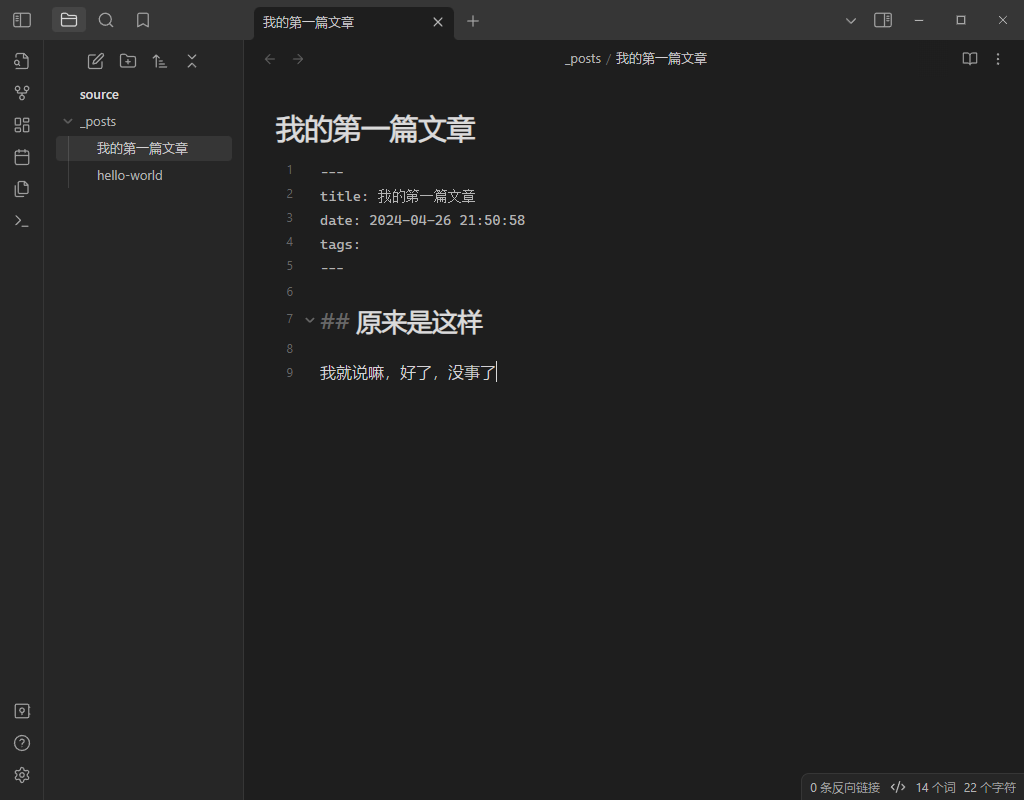 我的第一篇文章
_posts / 我的第一篇文章
source
_posts
我的第一篇文章
hello-world
我的第一篇文章
1 ---
2 title: 我的第一篇文章
3 date: 2024-04-26 21:50:58
4 tags:
5 ---
6
7 ## 原来是这样
8
9 我就说嘛，好了，没事了
0 条反向链接 14 个词 22 个字符